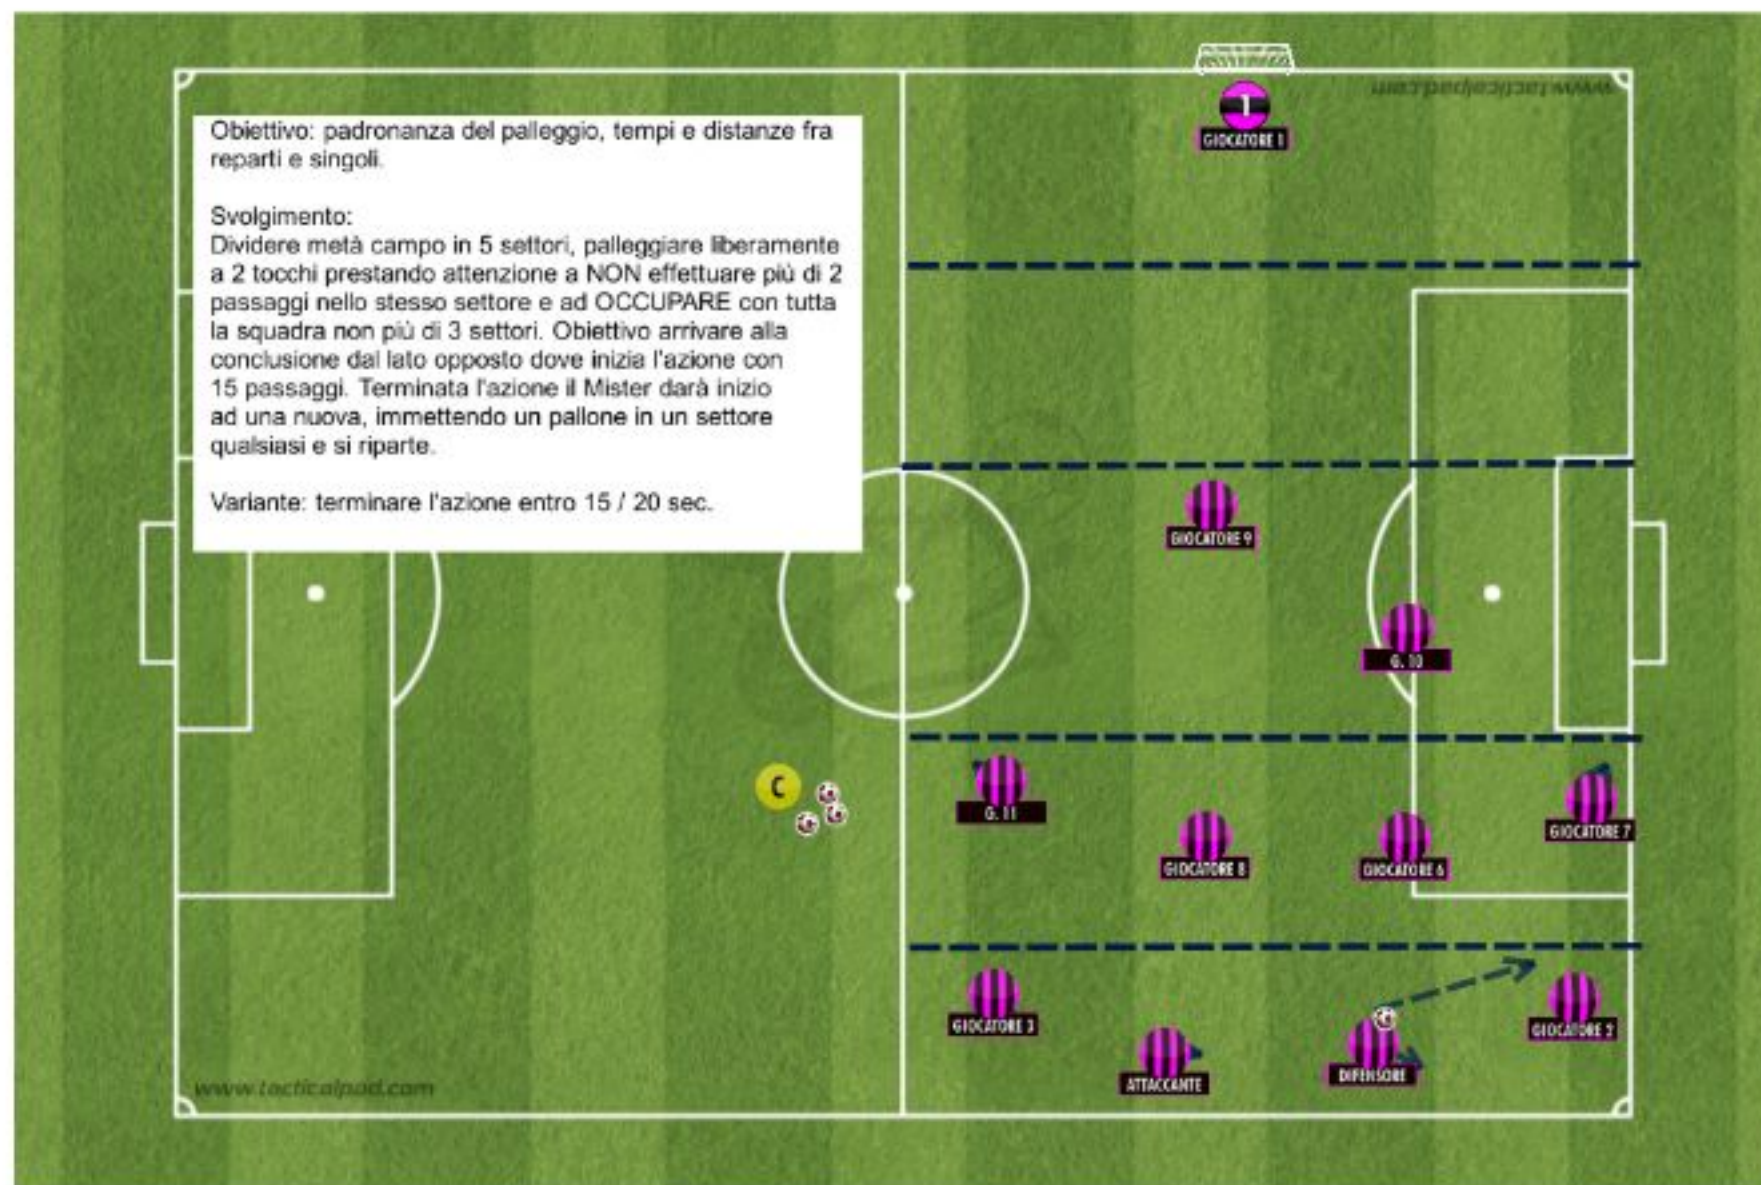 www.tacticalpad.com
1
GIOCATORE 1
Obiettivo: padronanza del palleggio, tempi e distanze fra
reparti e singoli.
Svolgimento:
Dividere metà campo in 5 settori, palleggiare liberamente
a 2 tocchi prestando attenzione a NON effettuare più di 2
passaggi nello stesso settore e ad OCCUPARE con tutta
la squadra non più di 3 settori. Obiettivo arrivare alla
conclusione dal lato opposto dove inizia l'azione con
15 passaggi. Terminata l'azione il Mister darà inizio
ad una nuova, immettendo un pallone in un settore
qualsiasi e si riparte.
Variante: terminare l'azione entro 15 / 20 sec.
GIOCATORE 9
G. 10
C
G. 11
GIOCATORE 7
GIOCATORE 8
GIOCATORE 6
GIOCATORE 3
GIOCATORE 2
ATTACCANTE
DIFENSORE
www.tacticalpad.com